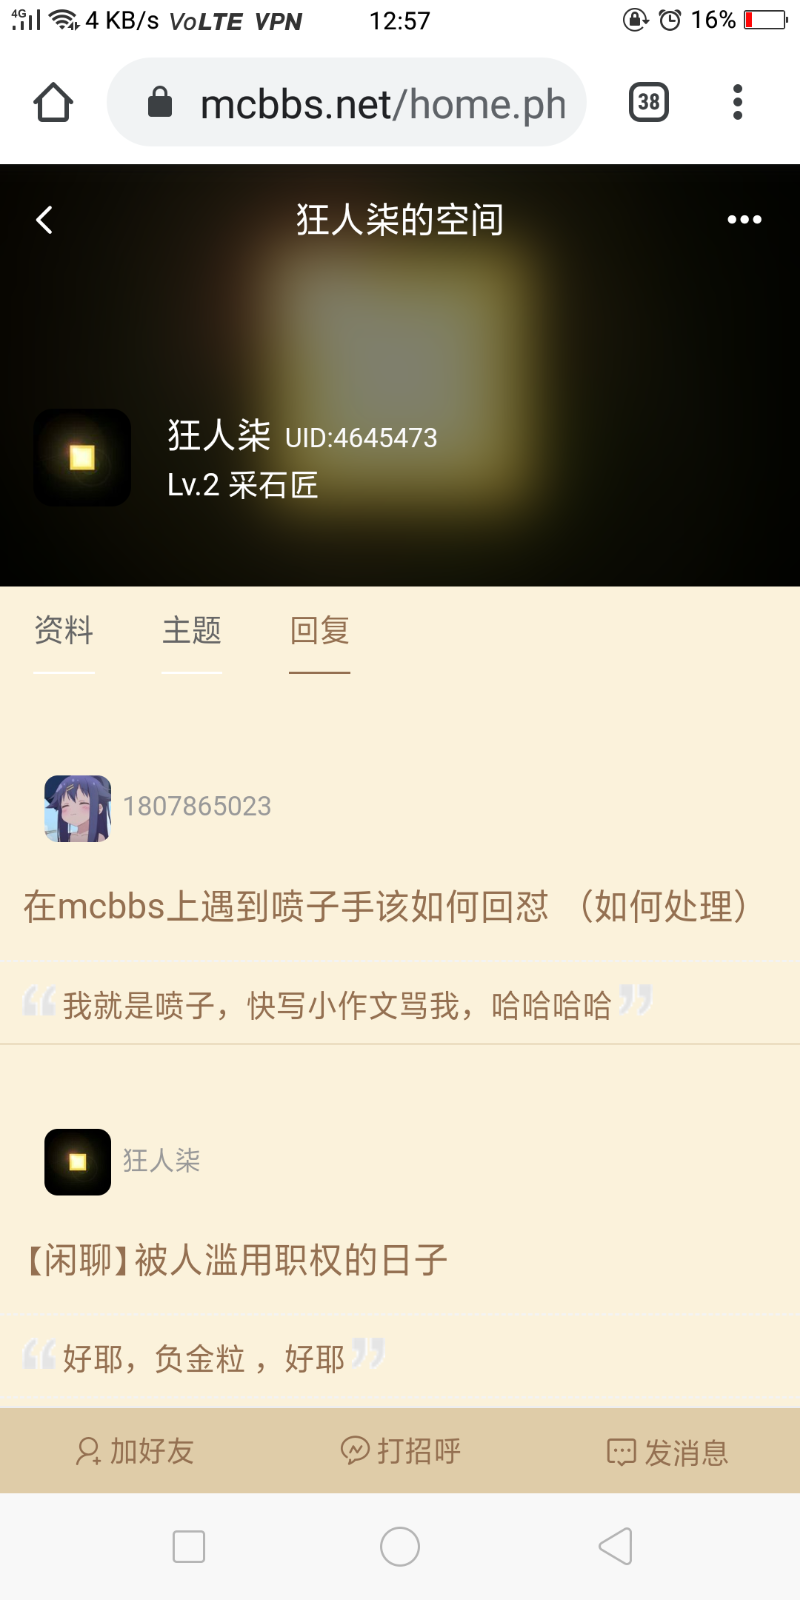 4G 4 KB/s VoLTE VPN 12:57 16%
mcbbs.net/home.ph 38
狂人柒的空间
狂人柒 UID:4645473
Lv.2 采石匠
资料 主题 回复
1807865023
在mcbbs上遇到喷子手该如何回怼 （如何处理）
“我就是喷子，快写小作文骂我，哈哈哈哈”
狂人柒
【闲聊】被人滥用职权的日子
“好耶，负金粒 ，好耶”
加好友 打招呼 发消息